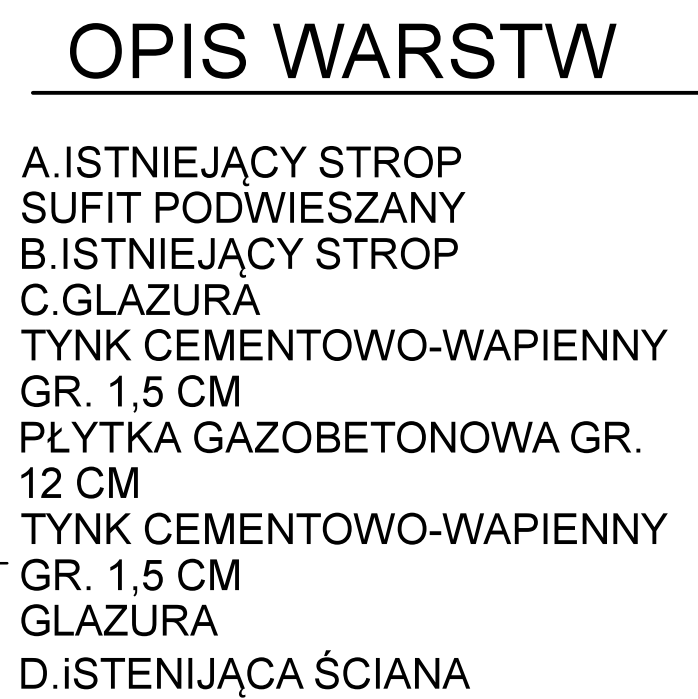 OPIS WARSTW
A.ISTNIEJĄCY STROP
SUFIT PODWIESZANY
B.ISTNIEJĄCY STROP
C.GLAZURA
TYNK CEMENTOWO-WAPIENNY
GR. 1,5 CM
PŁYTKA GAZOBETONOWA GR.
12 CM
TYNK CEMENTOWO-WAPIENNY
GR. 1,5 CM
GLAZURA
D.iSTENIJĄCA ŚCIANA